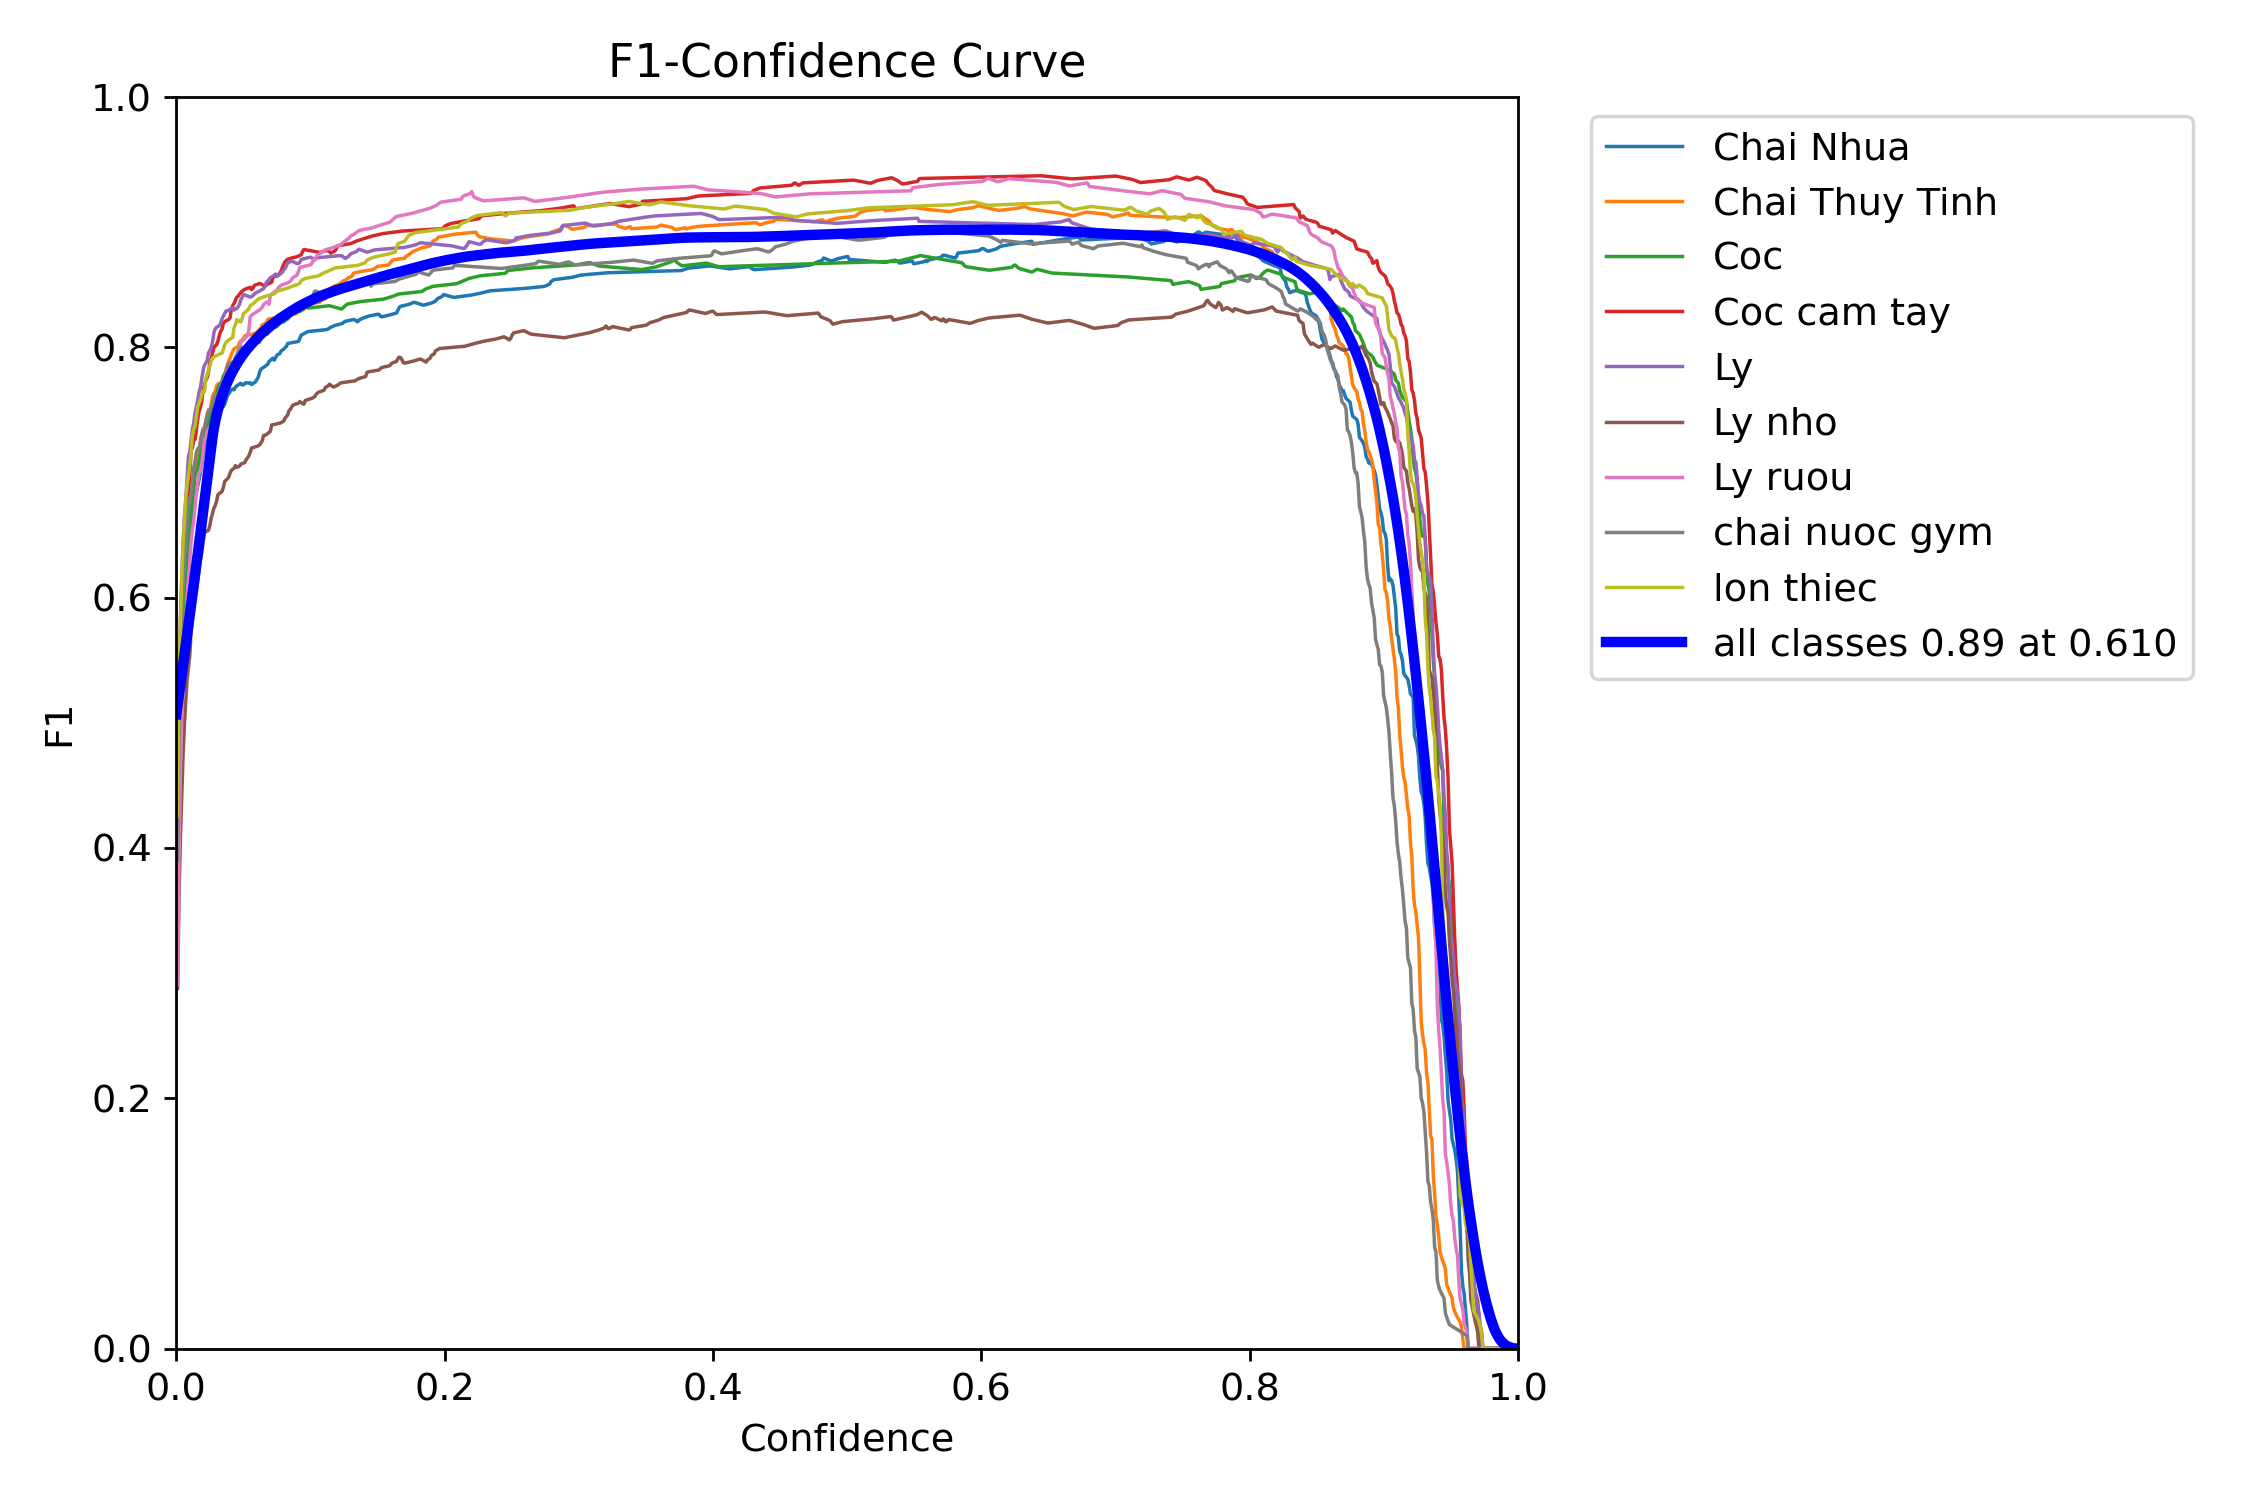 F1-Confidence Curve
1.0
0.8
0.6
0.4
0.2
0.0
F1
0.0 0.2 0.4 0.6 0.8 1.0
Confidence
Chai Nhua
Chai Thuy Tinh
Coc
Coc cam tay
Ly
Ly nho
Ly ruou
chai nuoc gym
lon thiec
all classes 0.89 at 0.610